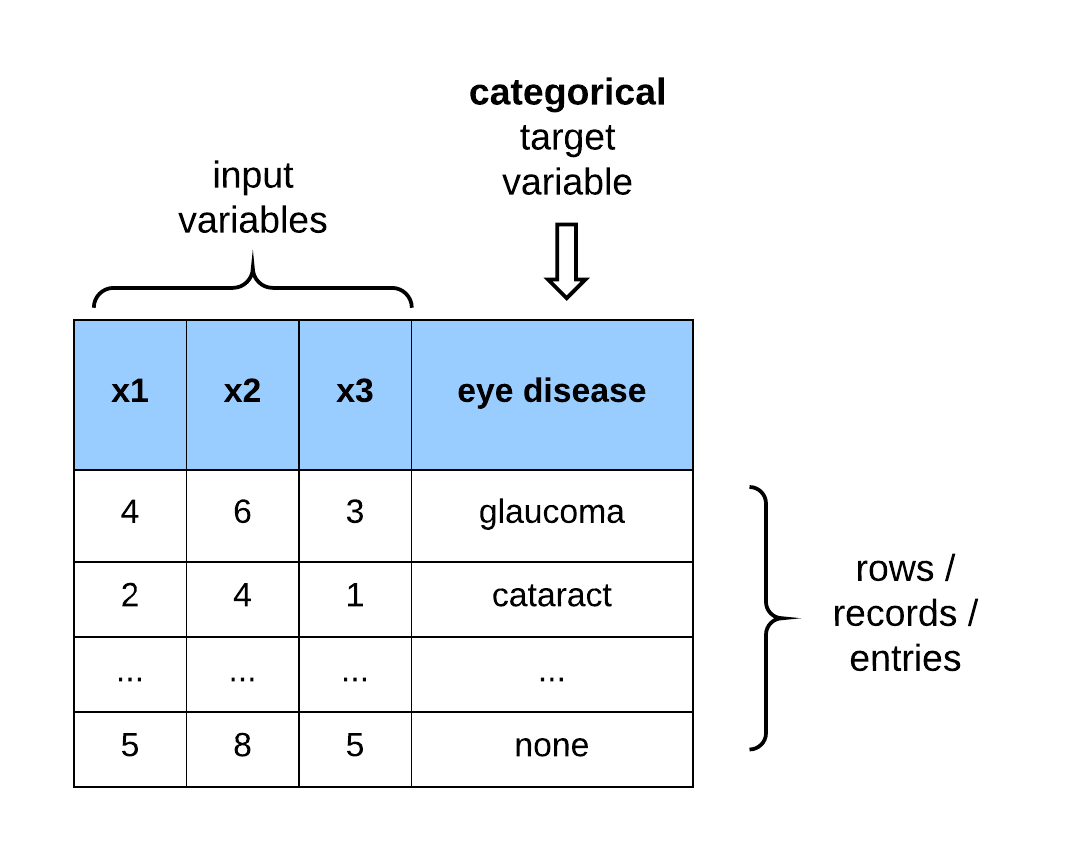 categorical
target
variable
input
variables
x1 x2 x3 eye disease
4 6 3 glaucoma
2 4 1 cataract
... ... ... ...
5 8 5 none
rows /
records /
entries